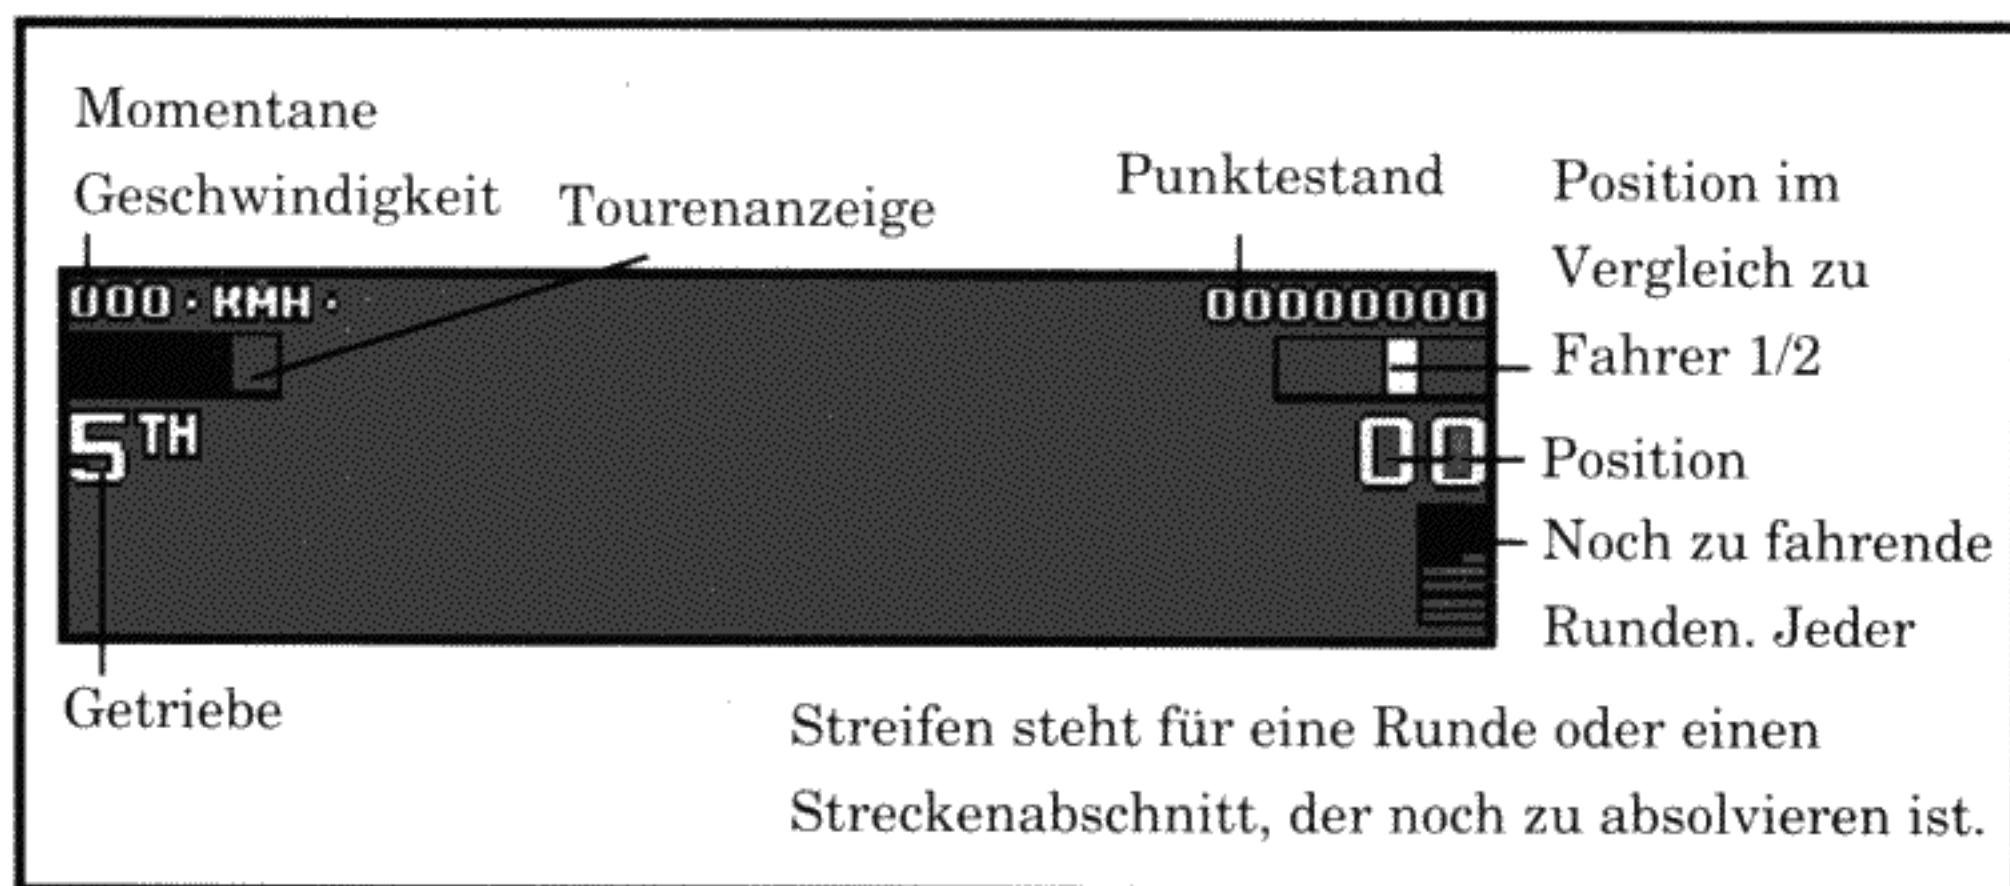 Momentane
Geschwindigkeit
Tourenanzeige
Punktestand
Position im
Vergleich zu
Fahrer 1/2
000·KMH·
00000000
5TH
00
Position
Noch zu fahrende
Runden. Jeder
Getriebe
Streifen steht für eine Runde oder einen
Streckenabschnitt, der noch zu absolvieren ist.